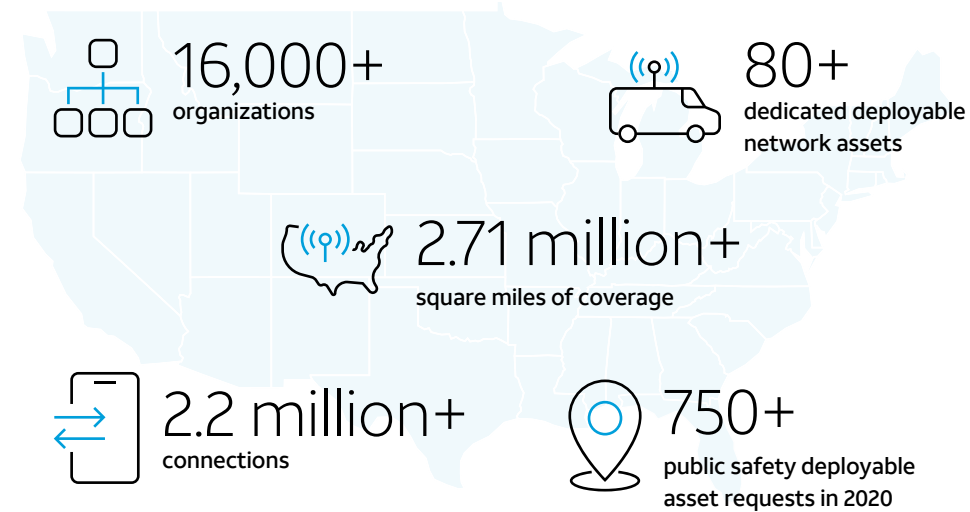 16,000+
organizations
80+
dedicated deployable
network assets
2.71 million+
square miles of coverage
2.2 million+
connections
750+
public safety deployable
asset requests in 2020